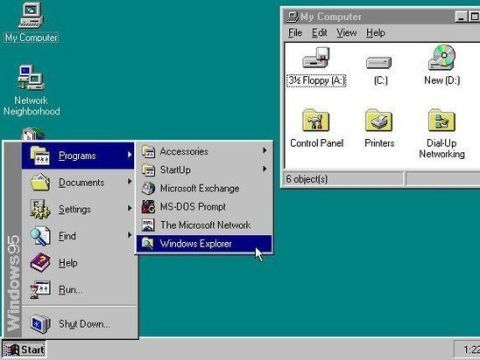 My Computer
Network
Neighborhood
My Computer
File Edit View Help
3½ Floppy (A:)
(C:)
New (D:)
Control Panel
Printers
Dial-Up
Networking
6 object(s)
Programs
Documents
Settings
Find
Help
Run...
Shut Down...
Windows95
Accessories
StartUp
Microsoft Exchange
MS-DOS Prompt
The Microsoft Network
Windows Explorer
Start
1:22